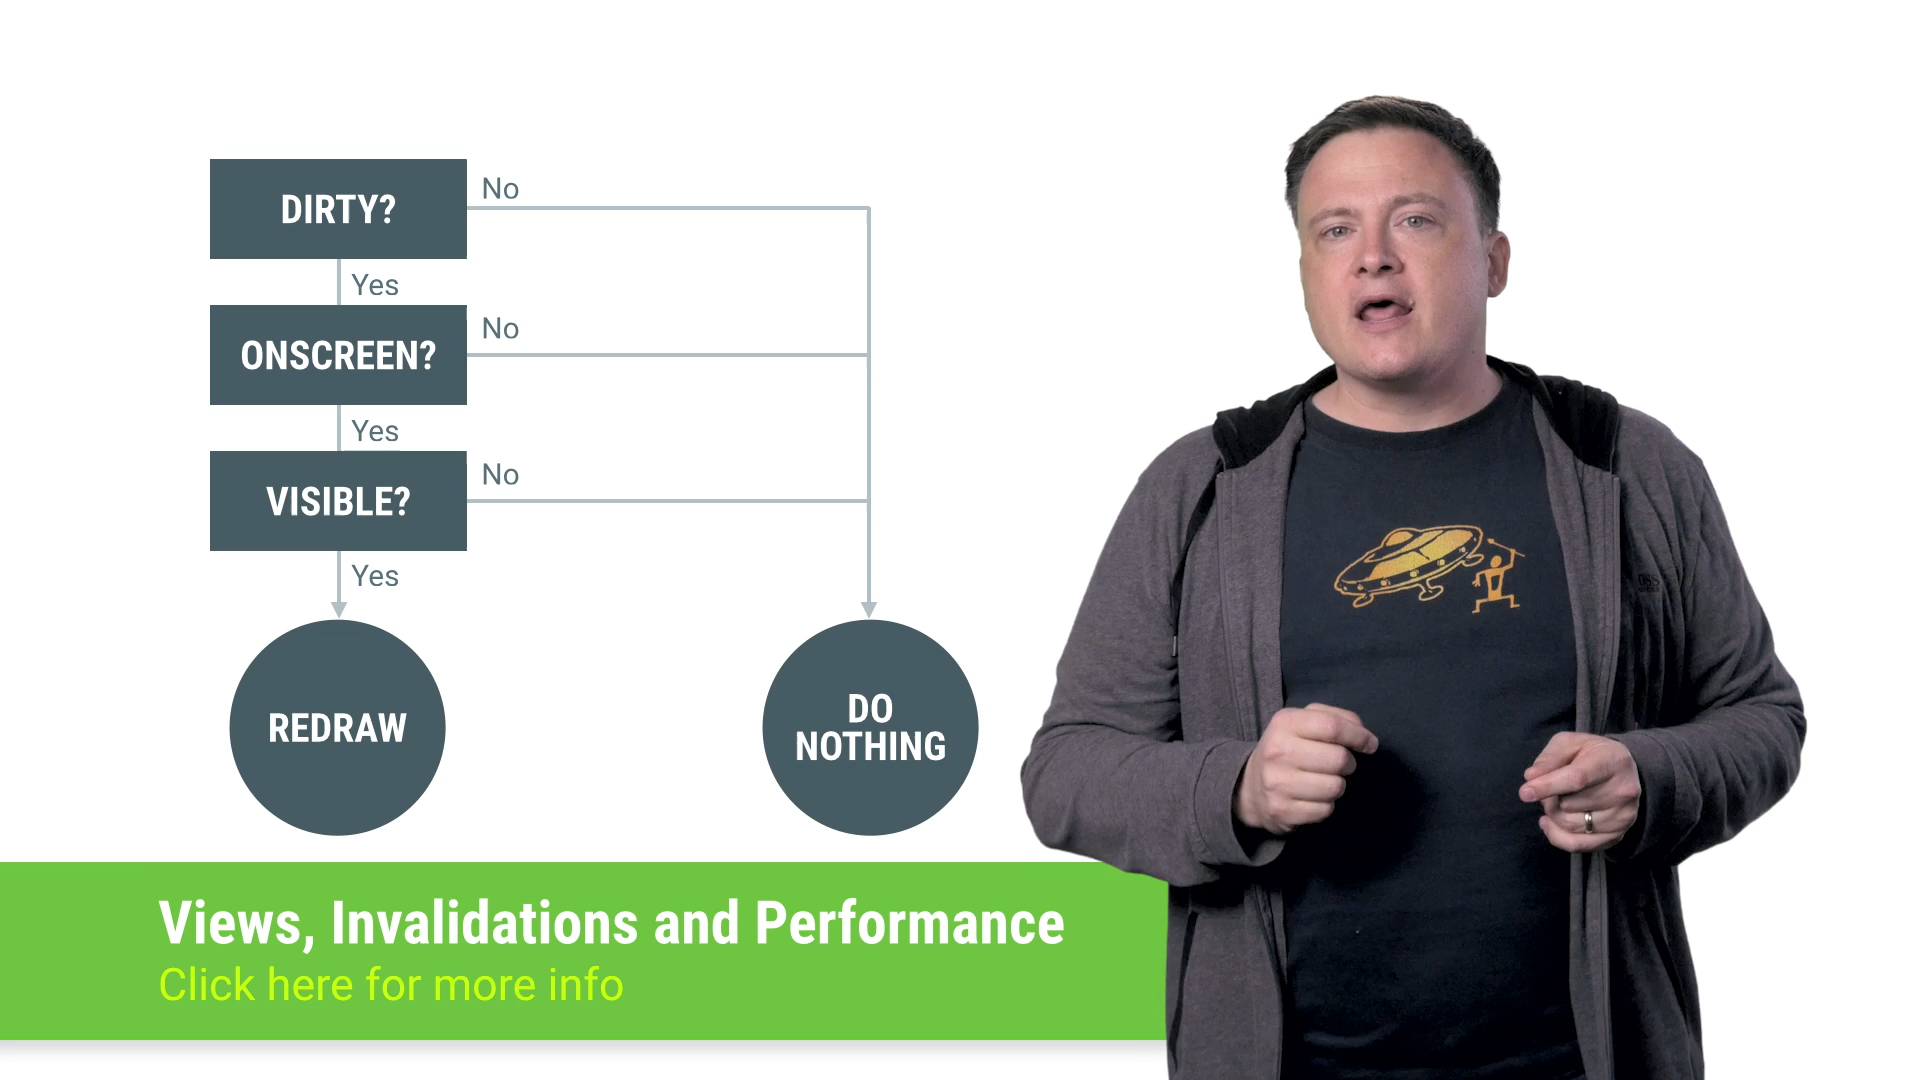 DIRTY?
No
Yes
ONSCREEN?
No
Yes
VISIBLE?
No
Yes
REDRAW
DO
NOTHING
Views, Invalidations and Performance
Click here for more info